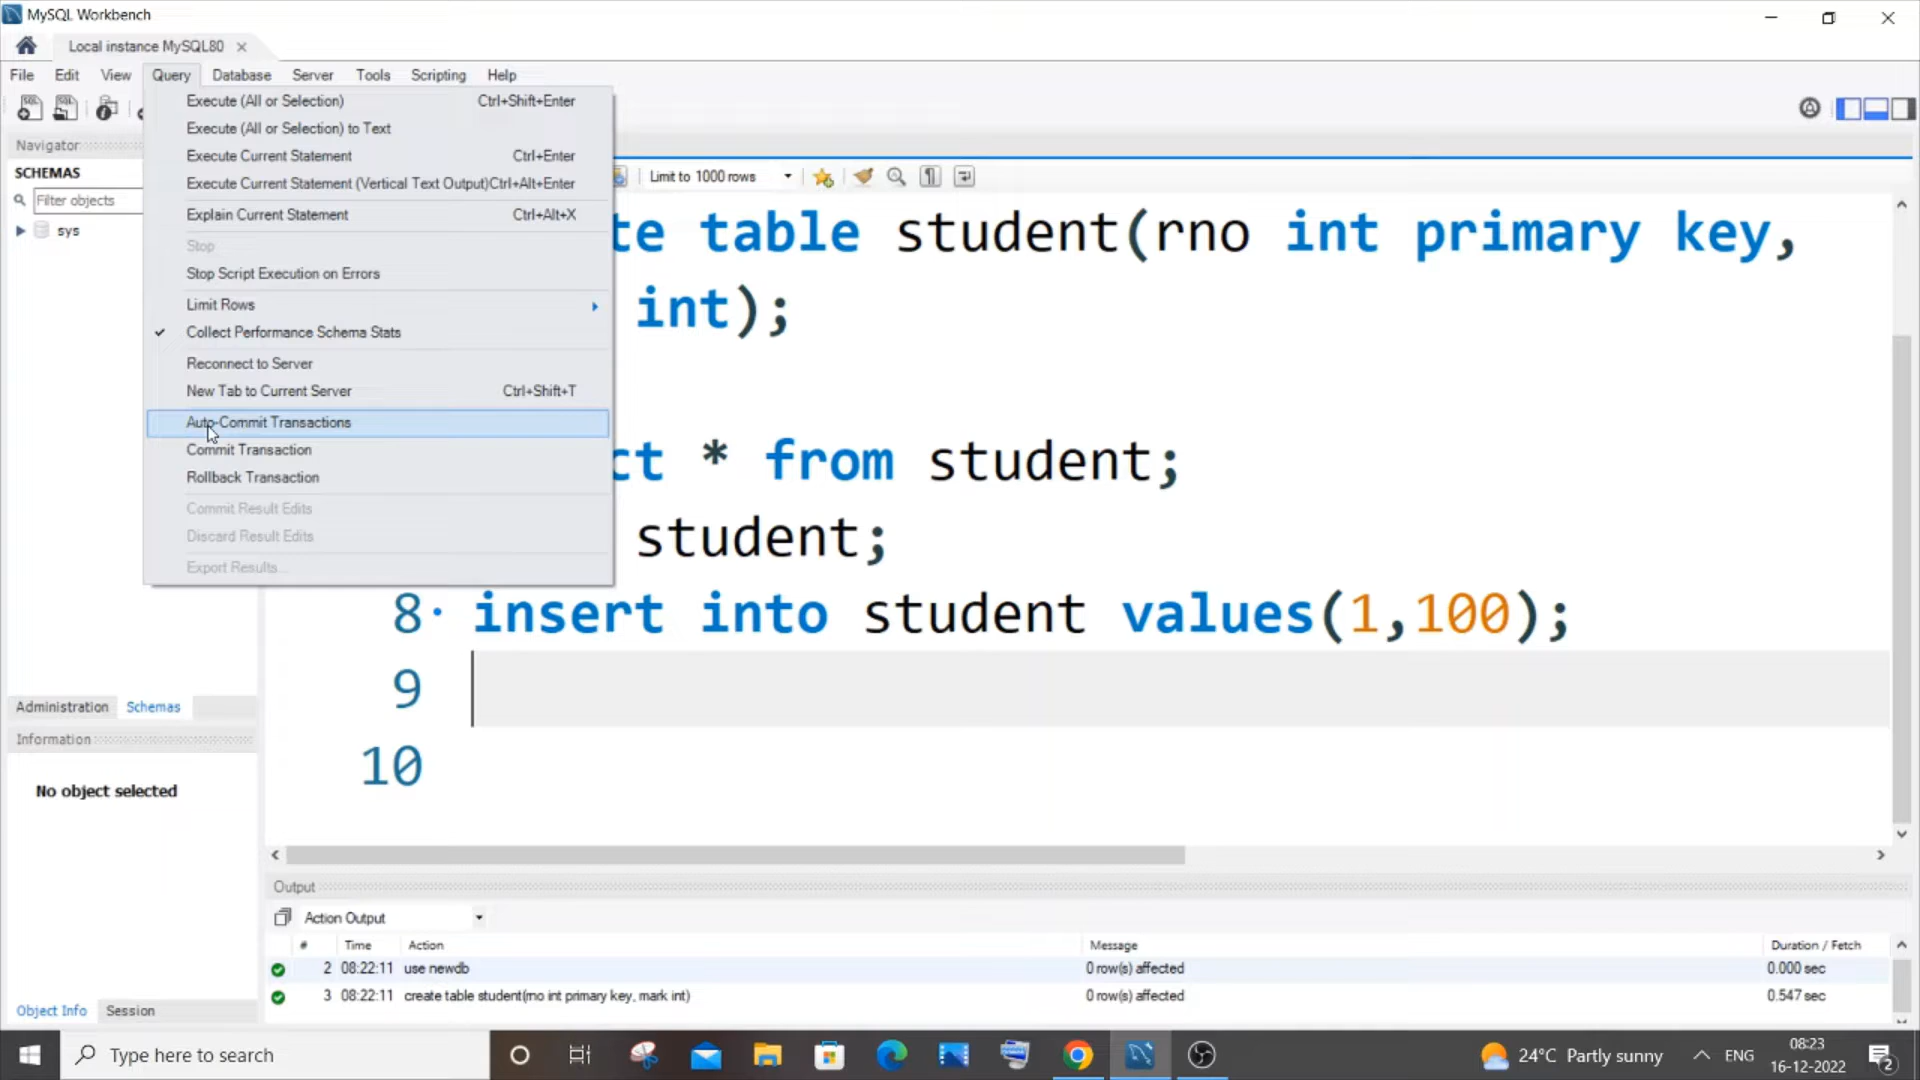 MySQL Workbench
Local instance MySQL80
File Edit View Query Database Server Tools Scripting Help
Execute (All or Selection) Ctrl+Shift+Enter
Execute (All or Selection) to Text
Execute Current Statement Ctrl+Enter
Execute Current Statement (Vertical Text Output) Ctrl+Alt+Enter
Explain Current Statement Ctrl+Alt+X
Stop
Stop Script Execution on Errors
Limit Rows
Collect Performance Schema Stats
Reconnect to Server
New Tab to Current Server Ctrl+Shift+T
Auto-Commit Transactions
Commit Transaction
Rollback Transaction
Commit Result Edits
Discard Result Edits
Export Results...
Navigator
SCHEMAS
Filter objects
sys
Administration Schemas
Information
No object selected
Object Info Session
Limit to 1000 rows
te table student(rno int primary key,
int);
ct * from student;
student;
8 insert into student values(1,100);
9
10
Output
Action Output
# Time Action Message Duration / Fetch
2 08:22:11 use newdb 0 row(s) affected 0.000 sec
3 08:22:11 create table student(rno int primary key, mark int) 0 row(s) affected 0.547 sec
Type here to search
24°C Partly sunny
ENG
08:23
16-12-2022
2